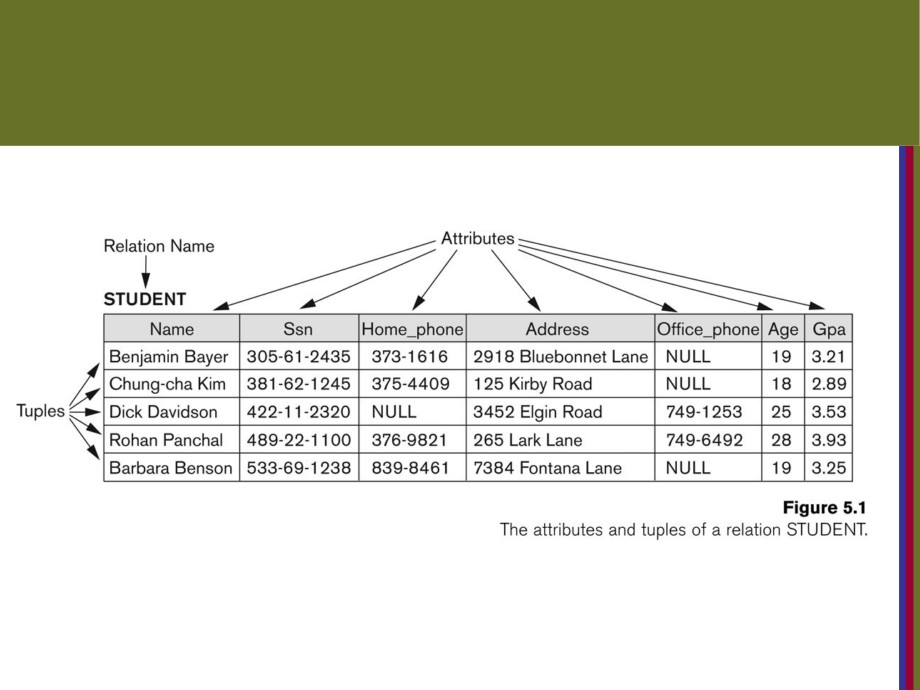 Attributes
Relation Name
STUDENT
Name Ssn Home_phone Address Office_phone Age Gpa
Benjamin Bayer 305-61-2435 373-1616 2918 Bluebonnet Lane NULL 19 3.21
Chung-cha Kim 381-62-1245 375-4409 125 Kirby Road NULL 18 2.89
Tuples Dick Davidson 422-11-2320 NULL 3452 Elgin Road 749-1253 25 3.53
Rohan Panchal 489-22-1100 376-9821 265 Lark Lane 749-6492 28 3.93
Barbara Benson 533-69-1238 839-8461 7384 Fontana Lane NULL 19 3.25
Figure 5.1
The attributes and tuples of a relation STUDENT.